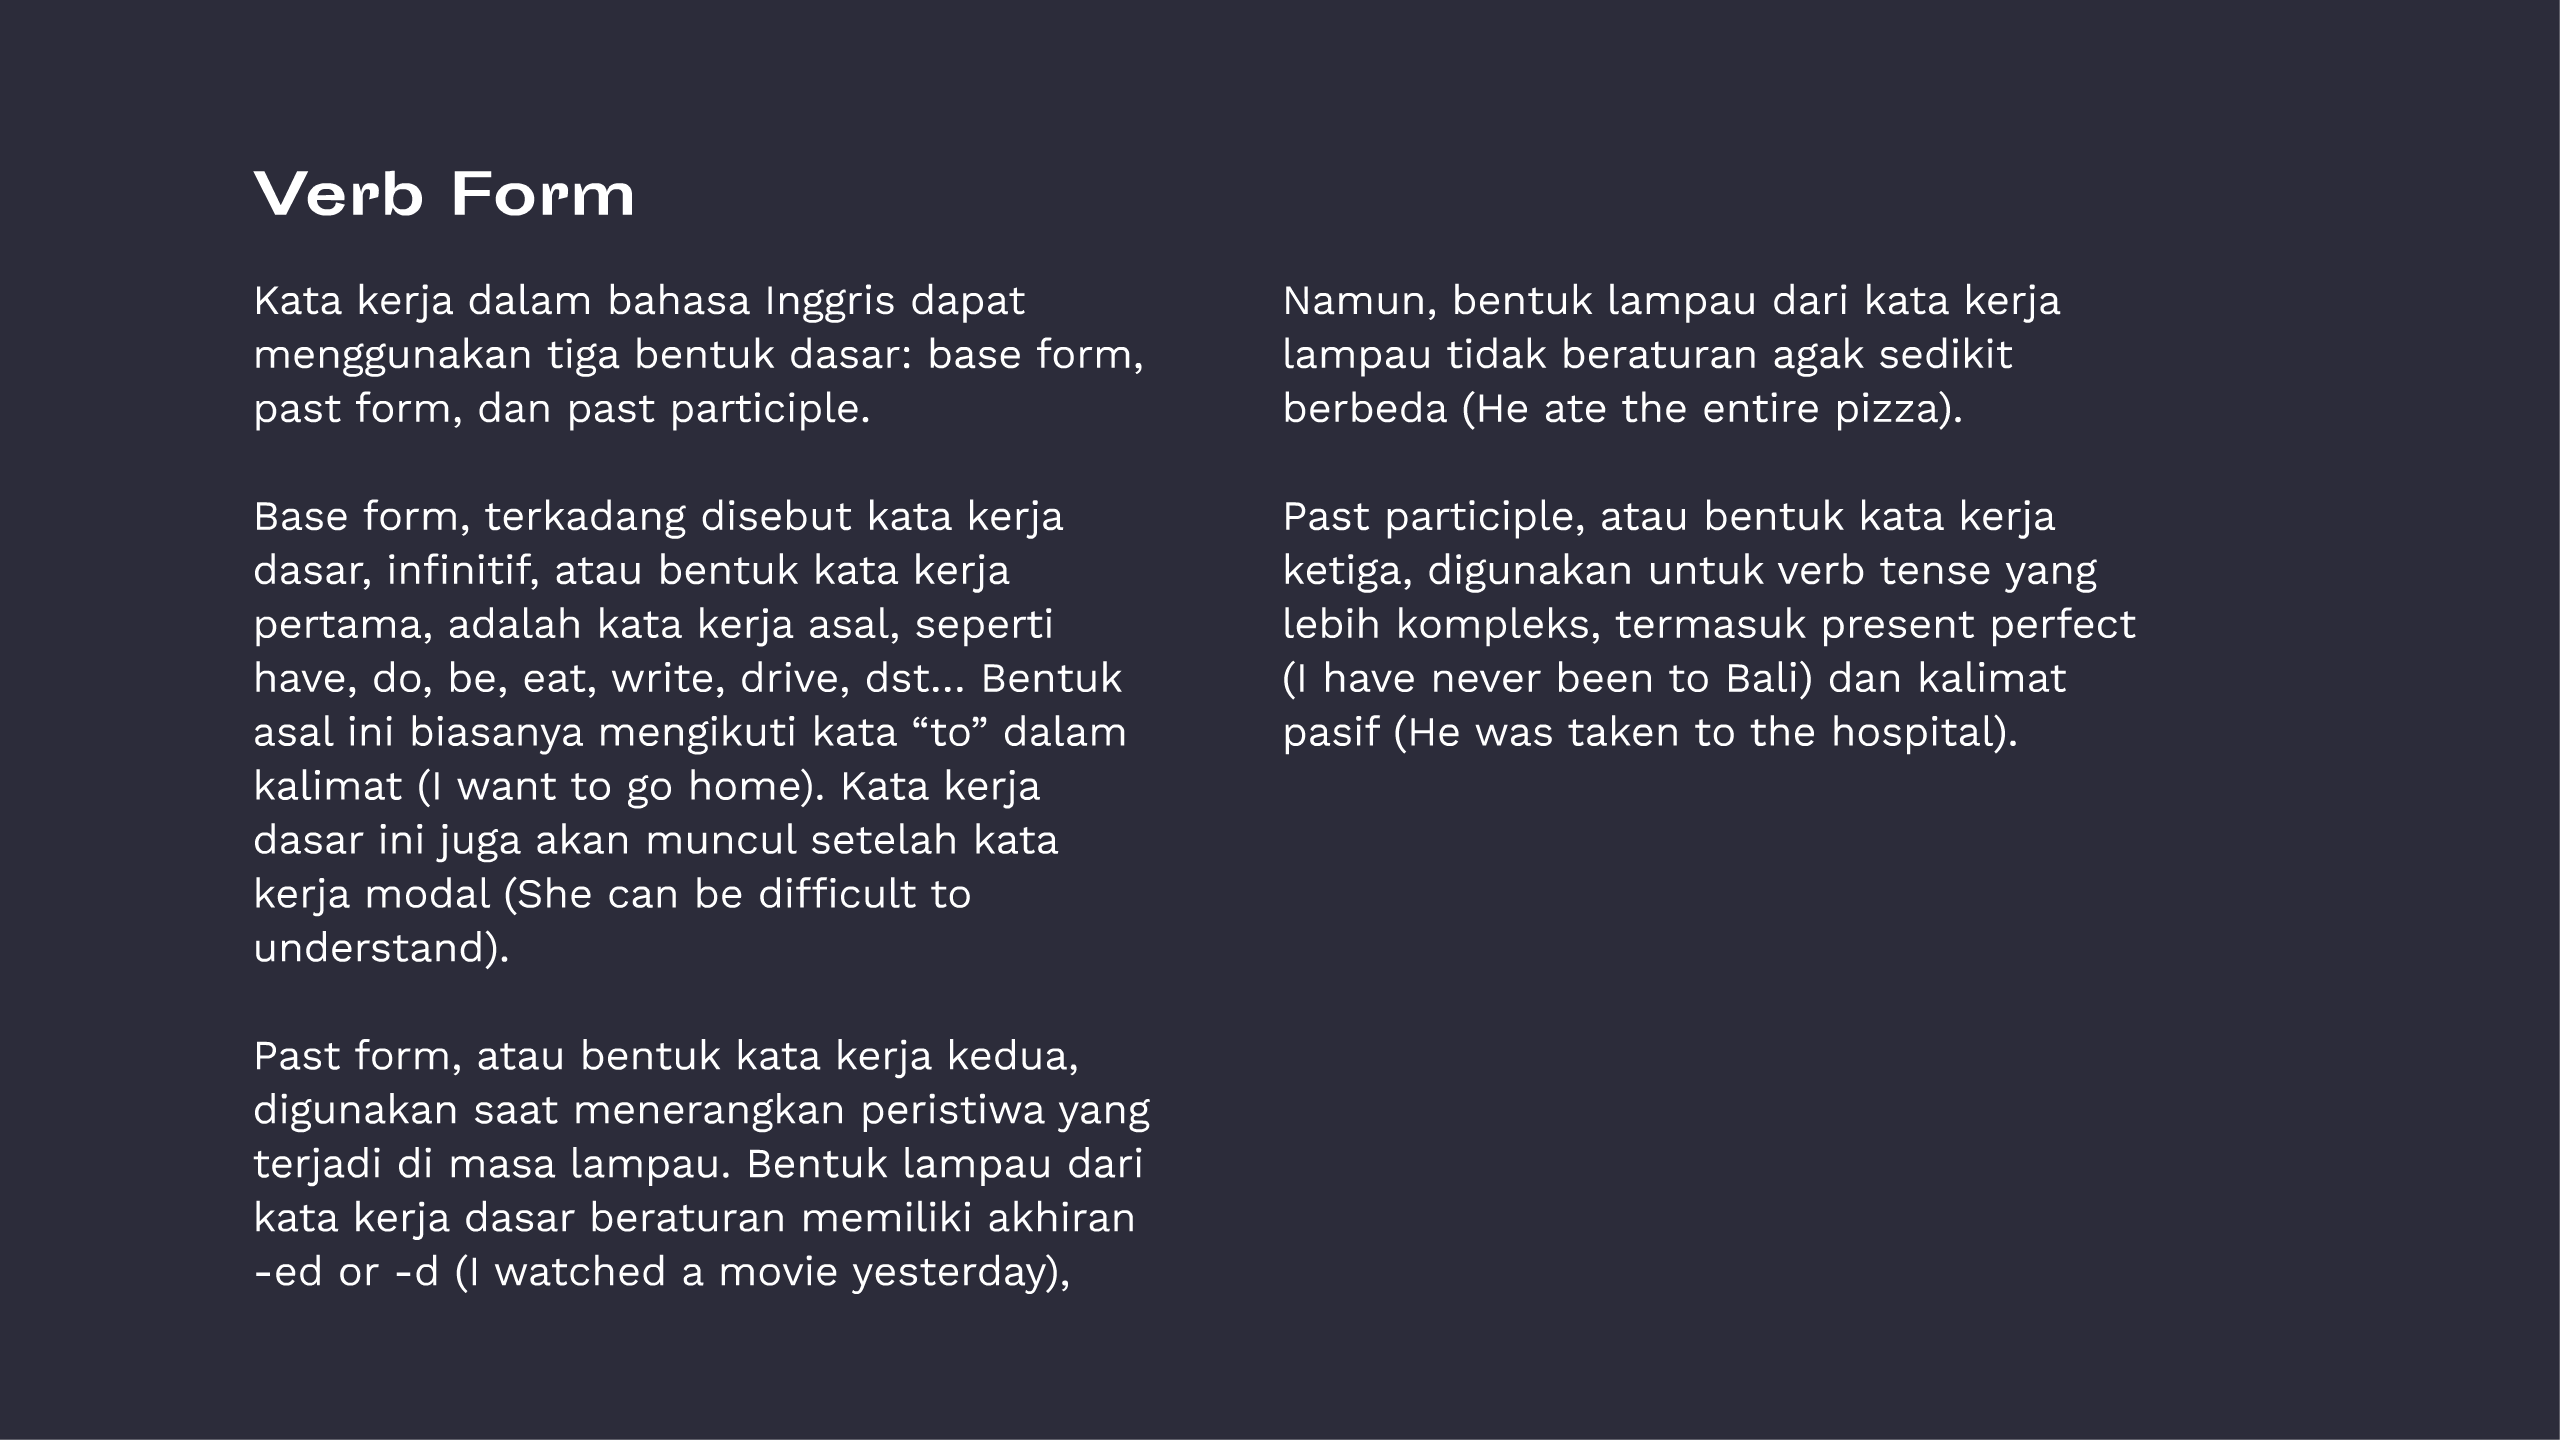 Verb Form
Kata kerja dalam bahasa Inggris dapat
menggunakan tiga bentuk dasar: base form,
past form, dan past participle.
Base form, terkadang disebut kata kerja
dasar, infinitif, atau bentuk kata kerja
pertama, adalah kata kerja asal, seperti
have, do, be, eat, write, drive, dst... Bentuk
asal ini biasanya mengikuti kata “to” dalam
kalimat (I want to go home). Kata kerja
dasar ini juga akan muncul setelah kata
kerja modal (She can be difficult to
understand).
Past form, atau bentuk kata kerja kedua,
digunakan saat menerangkan peristiwa yang
terjadi di masa lampau. Bentuk lampau dari
kata kerja dasar beraturan memiliki akhiran
-ed or -d (I watched a movie yesterday),
Namun, bentuk lampau dari kata kerja
lampau tidak beraturan agak sedikit
berbeda (He ate the entire pizza).
Past participle, atau bentuk kata kerja
ketiga, digunakan untuk verb tense yang
lebih kompleks, termasuk present perfect
(I have never been to Bali) dan kalimat
pasif (He was taken to the hospital).